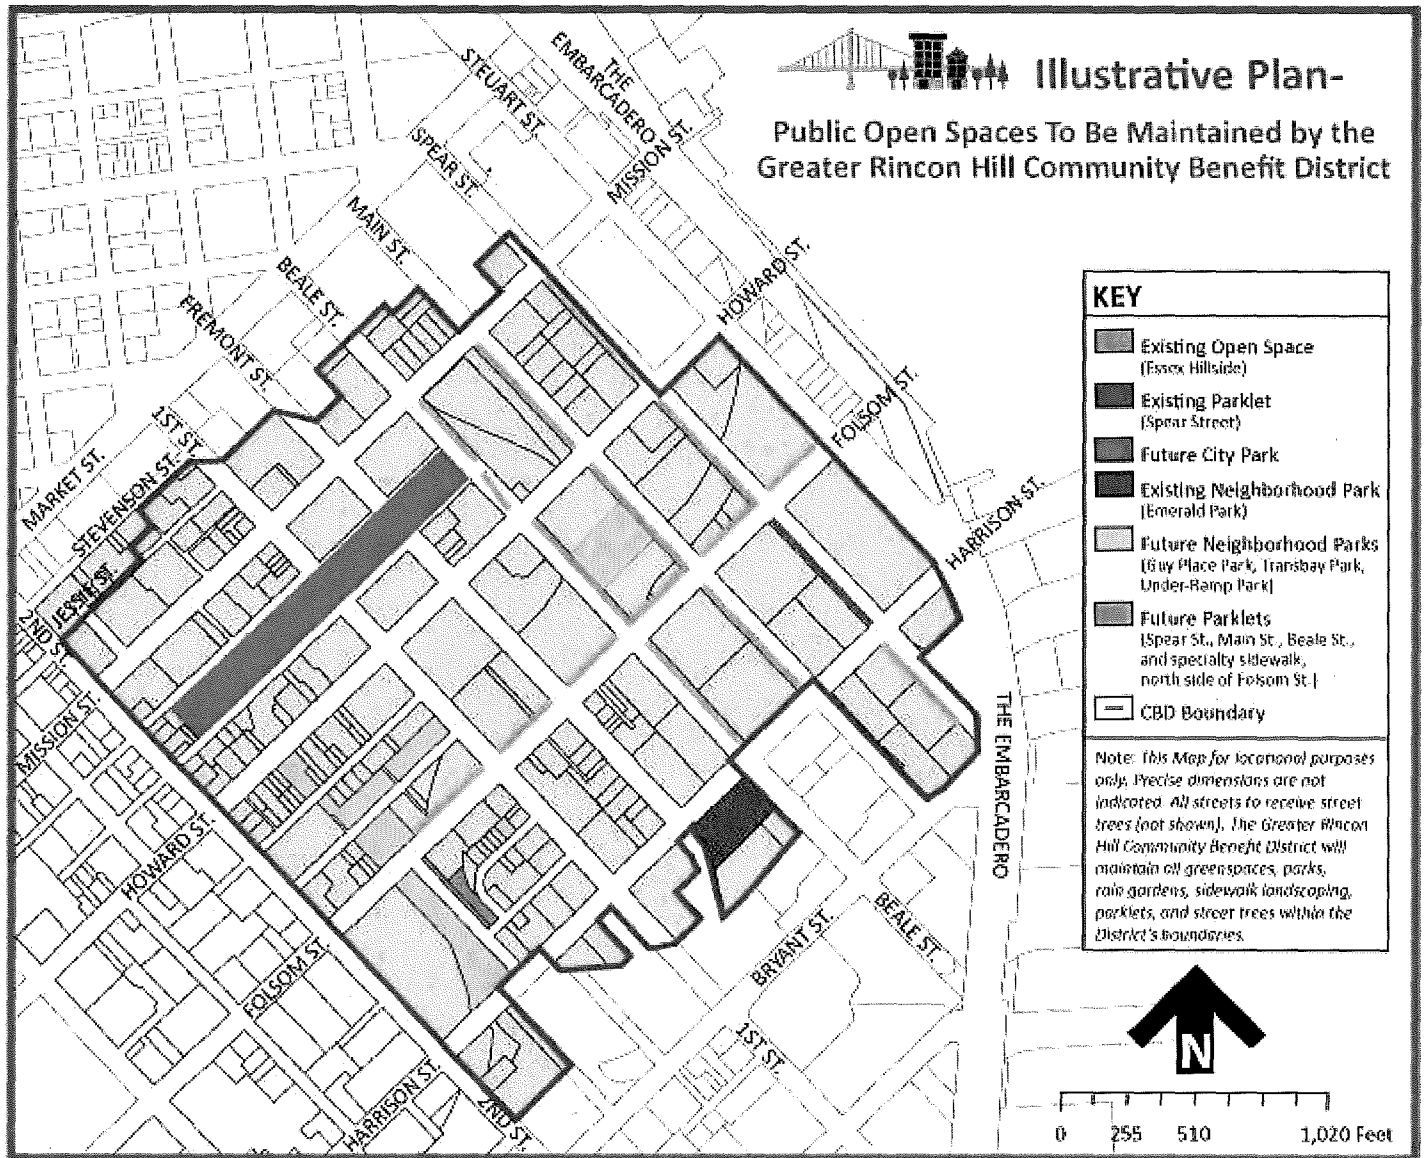 Illustrative Plan-
Public Open Spaces To Be Maintained by the
Greater Rincon Hill Community Benefit District
THE
EMBARCADERO
STEUART ST.
SPEAR ST.
MISSION ST.
MAIN ST.
BEALE ST.
HOWARD ST.
FREMONT ST.
FOLSOM ST.
1ST ST.
MARKET ST.
STEVENSON ST.
JESSIE ST.
2ND ST.
HARRISON ST.
MISSION ST.
THE EMBARCADERO
HOWARD ST.
BEALE ST.
BRYANT ST.
FOLSOM ST.
1ST ST.
HARRISON ST.
2ND ST.
KEY
Existing Open Space
(Essex Hillside)
Existing Parklet
(Spear Street)
Future City Park
Existing Neighborhood Park
(Emerald Park)
Future Neighborhood Parks
(Guy Place Park, Transbay Park,
Under-Ramp Park)
Future Parklets
(Spear St., Main St., Beale St.,
and specialty sidewalk,
north side of Folsom St.)
CBD Boundary
Note: This Map for locational purposes
only. Precise dimensions are not
indicated. All streets to receive street
trees (not shown). The Greater Rincon
Hill Community Benefit District will
maintain all greenspaces, parks,
rain gardens, sidewalk landscaping,
parklets, and street trees within the
District's boundaries.
N
0 255 510 1,020 Feet